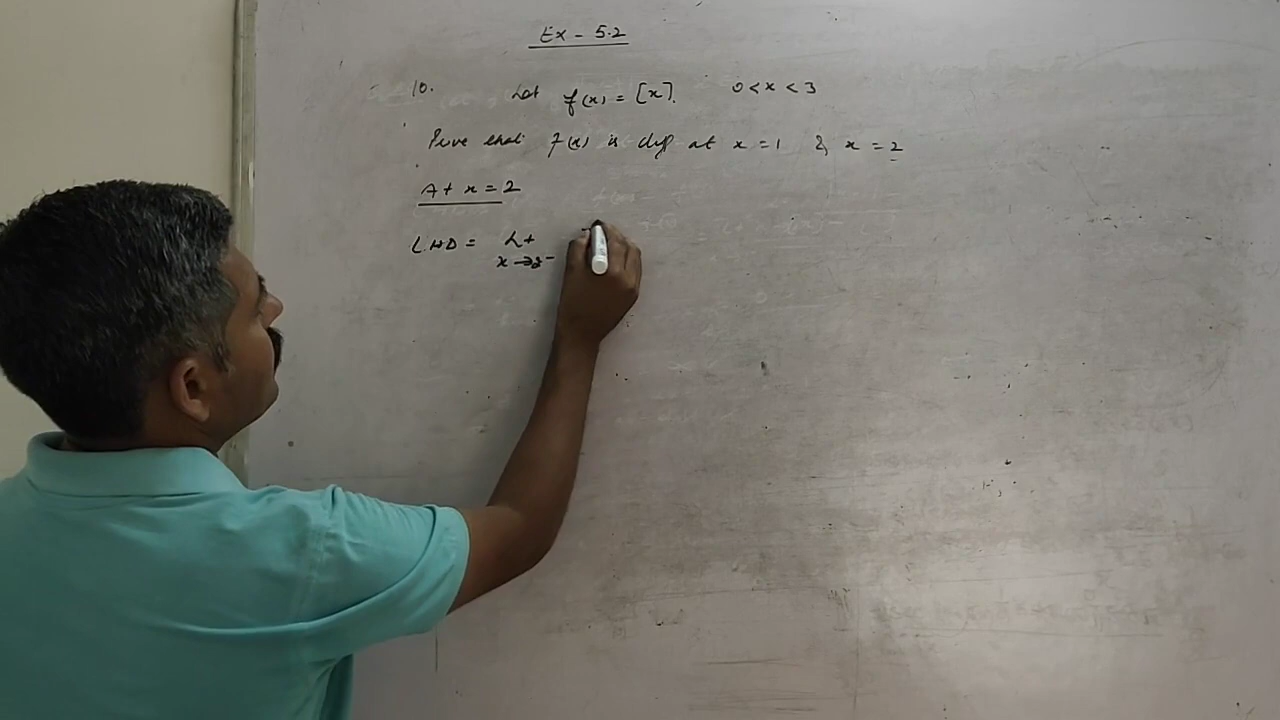 Ex - 5.2
10. Let f(x) = [x]. 0 < x < 3
Prove that f(x) is diff at x = 1 & x = 2
At x = 2
LHD = Lt
x → 2-